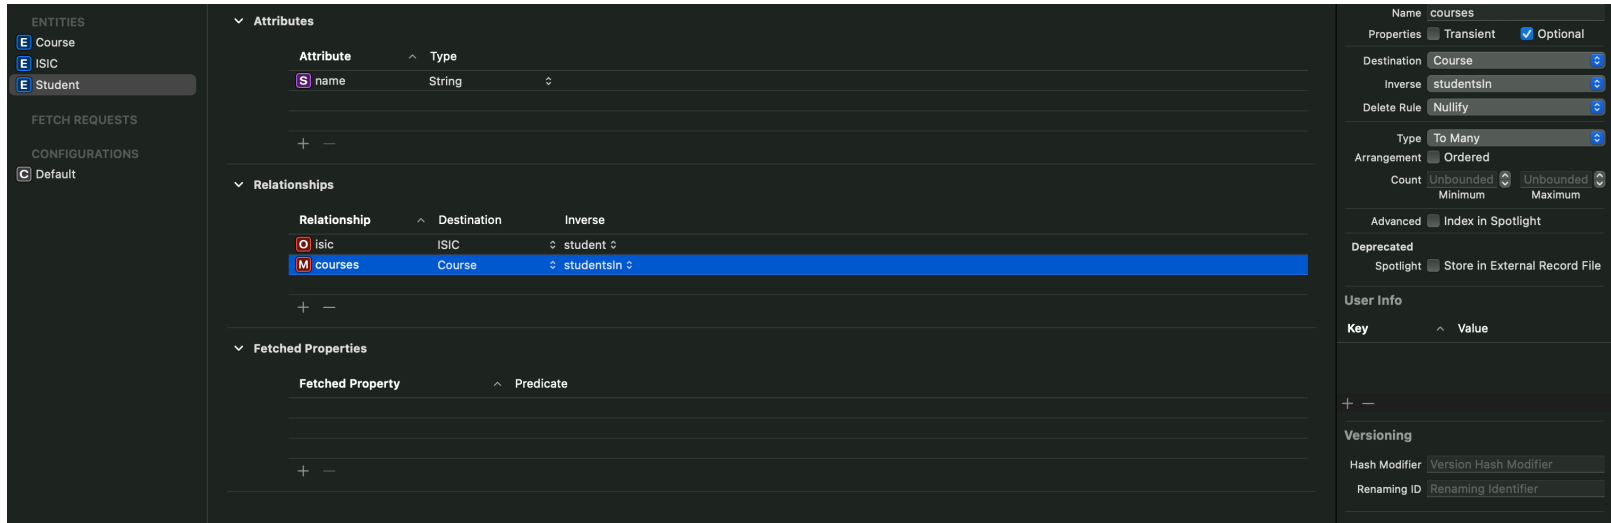 ENTITIES
E Course
E ISIC
E Student
FETCH REQUESTS
CONFIGURATIONS
C Default
Attributes
Attribute Type
S name String
+ −
Relationships
Relationship Destination Inverse
O isic ISIC student
M courses Course studentsIn
+ −
Fetched Properties
Fetched Property Predicate
+ −
Name courses
Properties Transient Optional
Destination Course
Inverse studentsIn
Delete Rule Nullify
Type To Many
Arrangement Ordered
Count Unbounded Unbounded
Minimum Maximum
Advanced Index in Spotlight
Deprecated
Spotlight Store in External Record File
User Info
Key Value
+ −
Versioning
Hash Modifier Version Hash Modifier
Renaming ID Renaming Identifier